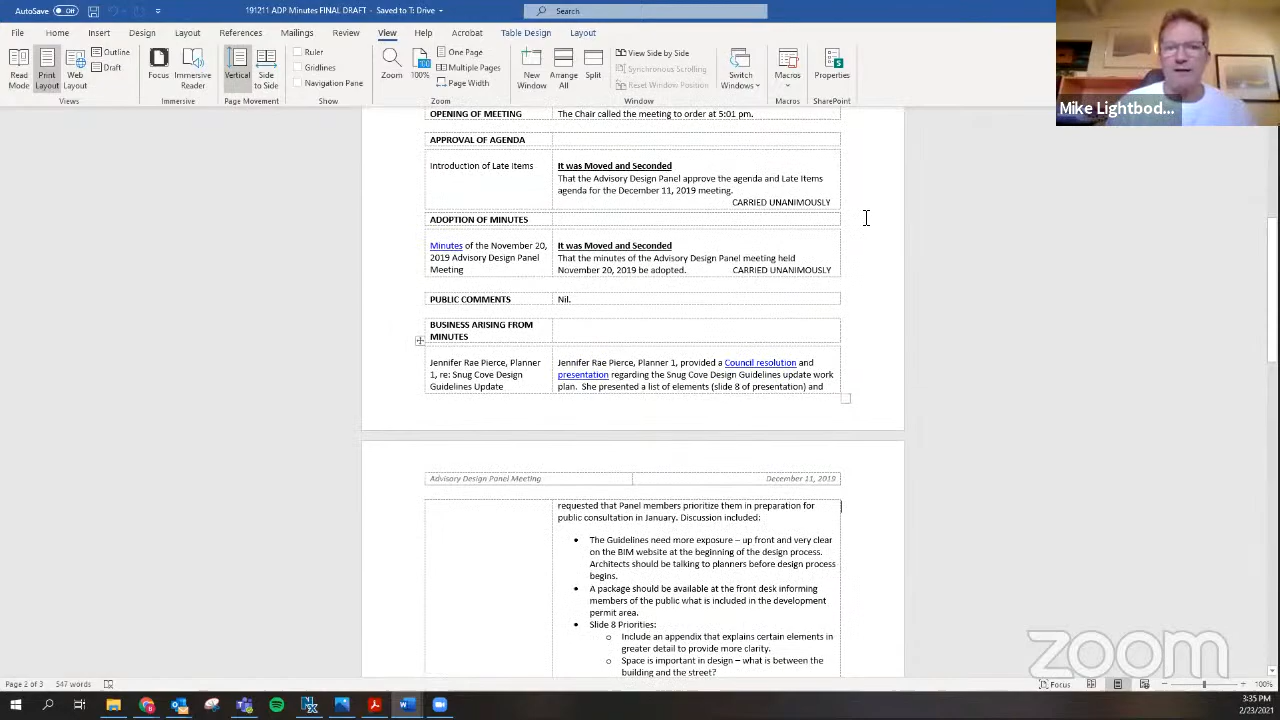 AutoSave Off
191211 ADP Minutes FINAL DRAFT - Saved to T: Drive
Search
File Home Insert Design Layout References Mailings Review View Help Acrobat Table Design Layout
Read Mode
Print Layout
Web Layout
Outline
Draft
Views
Focus
Immersive Reader
Immersive
Vertical
Side to Side
Page Movement
Ruler
Gridlines
Navigation Pane
Show
Zoom
100
100%
One Page
Multiple Pages
Page Width
Zoom
New Window
Arrange All
Split
View Side by Side
Synchronous Scrolling
Reset Window Position
Window
Switch Windows
Macros
Macros
Properties
SharePoint
Mike Lightbod...
OPENING OF MEETING
The Chair called the meeting to order at 5:01 pm.
APPROVAL OF AGENDA
Introduction of Late Items
It was Moved and Seconded
That the Advisory Design Panel approve the agenda and Late Items
agenda for the December 11, 2019 meeting.
CARRIED UNANIMOUSLY
ADOPTION OF MINUTES
Minutes of the November 20,
2019 Advisory Design Panel
Meeting
It was Moved and Seconded
That the minutes of the Advisory Design Panel meeting held
November 20, 2019 be adopted. CARRIED UNANIMOUSLY
PUBLIC COMMENTS
Nil.
BUSINESS ARISING FROM
MINUTES
Jennifer Rae Pierce, Planner
1, re: Snug Cove Design
Guidelines Update
Jennifer Rae Pierce, Planner 1, provided a Council resolution and
presentation regarding the Snug Cove Design Guidelines update work
plan. She presented a list of elements (slide 8 of presentation) and
Advisory Design Panel Meeting
December 11, 2019
requested that Panel members prioritize them in preparation for
public consultation in January. Discussion included:
• The Guidelines need more exposure – up front and very clear
on the BIM website at the beginning of the design process.
Architects should be talking to planners before design process
begins.
• A package should be available at the front desk informing
members of the public what is included in the development
permit area.
• Slide 8 Priorities:
o Include an appendix that explains certain elements in
greater detail to provide more clarity.
o Space is important in design – what is between the
building and the street?
zoom
Page 2 of 3 547 words
Focus
100%
3:35 PM
2/23/2021